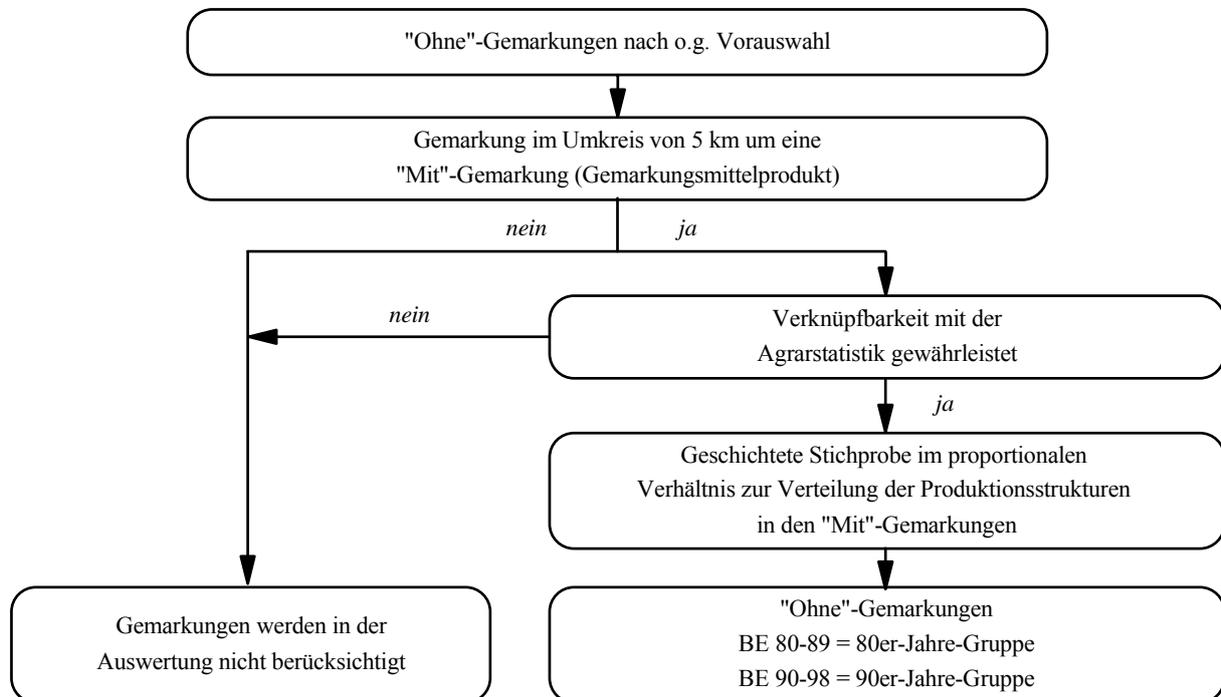 "Ohne"-Gemarkungen nach o.g. Vorauswahl
Gemarkung im Umkreis von 5 km um eine
"Mit"-Gemarkung (Gemarkungsmittelprodukt)
nein
ja
nein
Verknüpfbarkeit mit der
Agrarstatistik gewährleistet
ja
Geschichtete Stichprobe im proportionalen
Verhältnis zur Verteilung der Produktionsstrukturen
in den "Mit"-Gemarkungen
Gemarkungen werden in der
Auswertung nicht berücksichtigt
"Ohne"-Gemarkungen
BE 80-89 = 80er-Jahre-Gruppe
BE 90-98 = 90er-Jahre-Gruppe